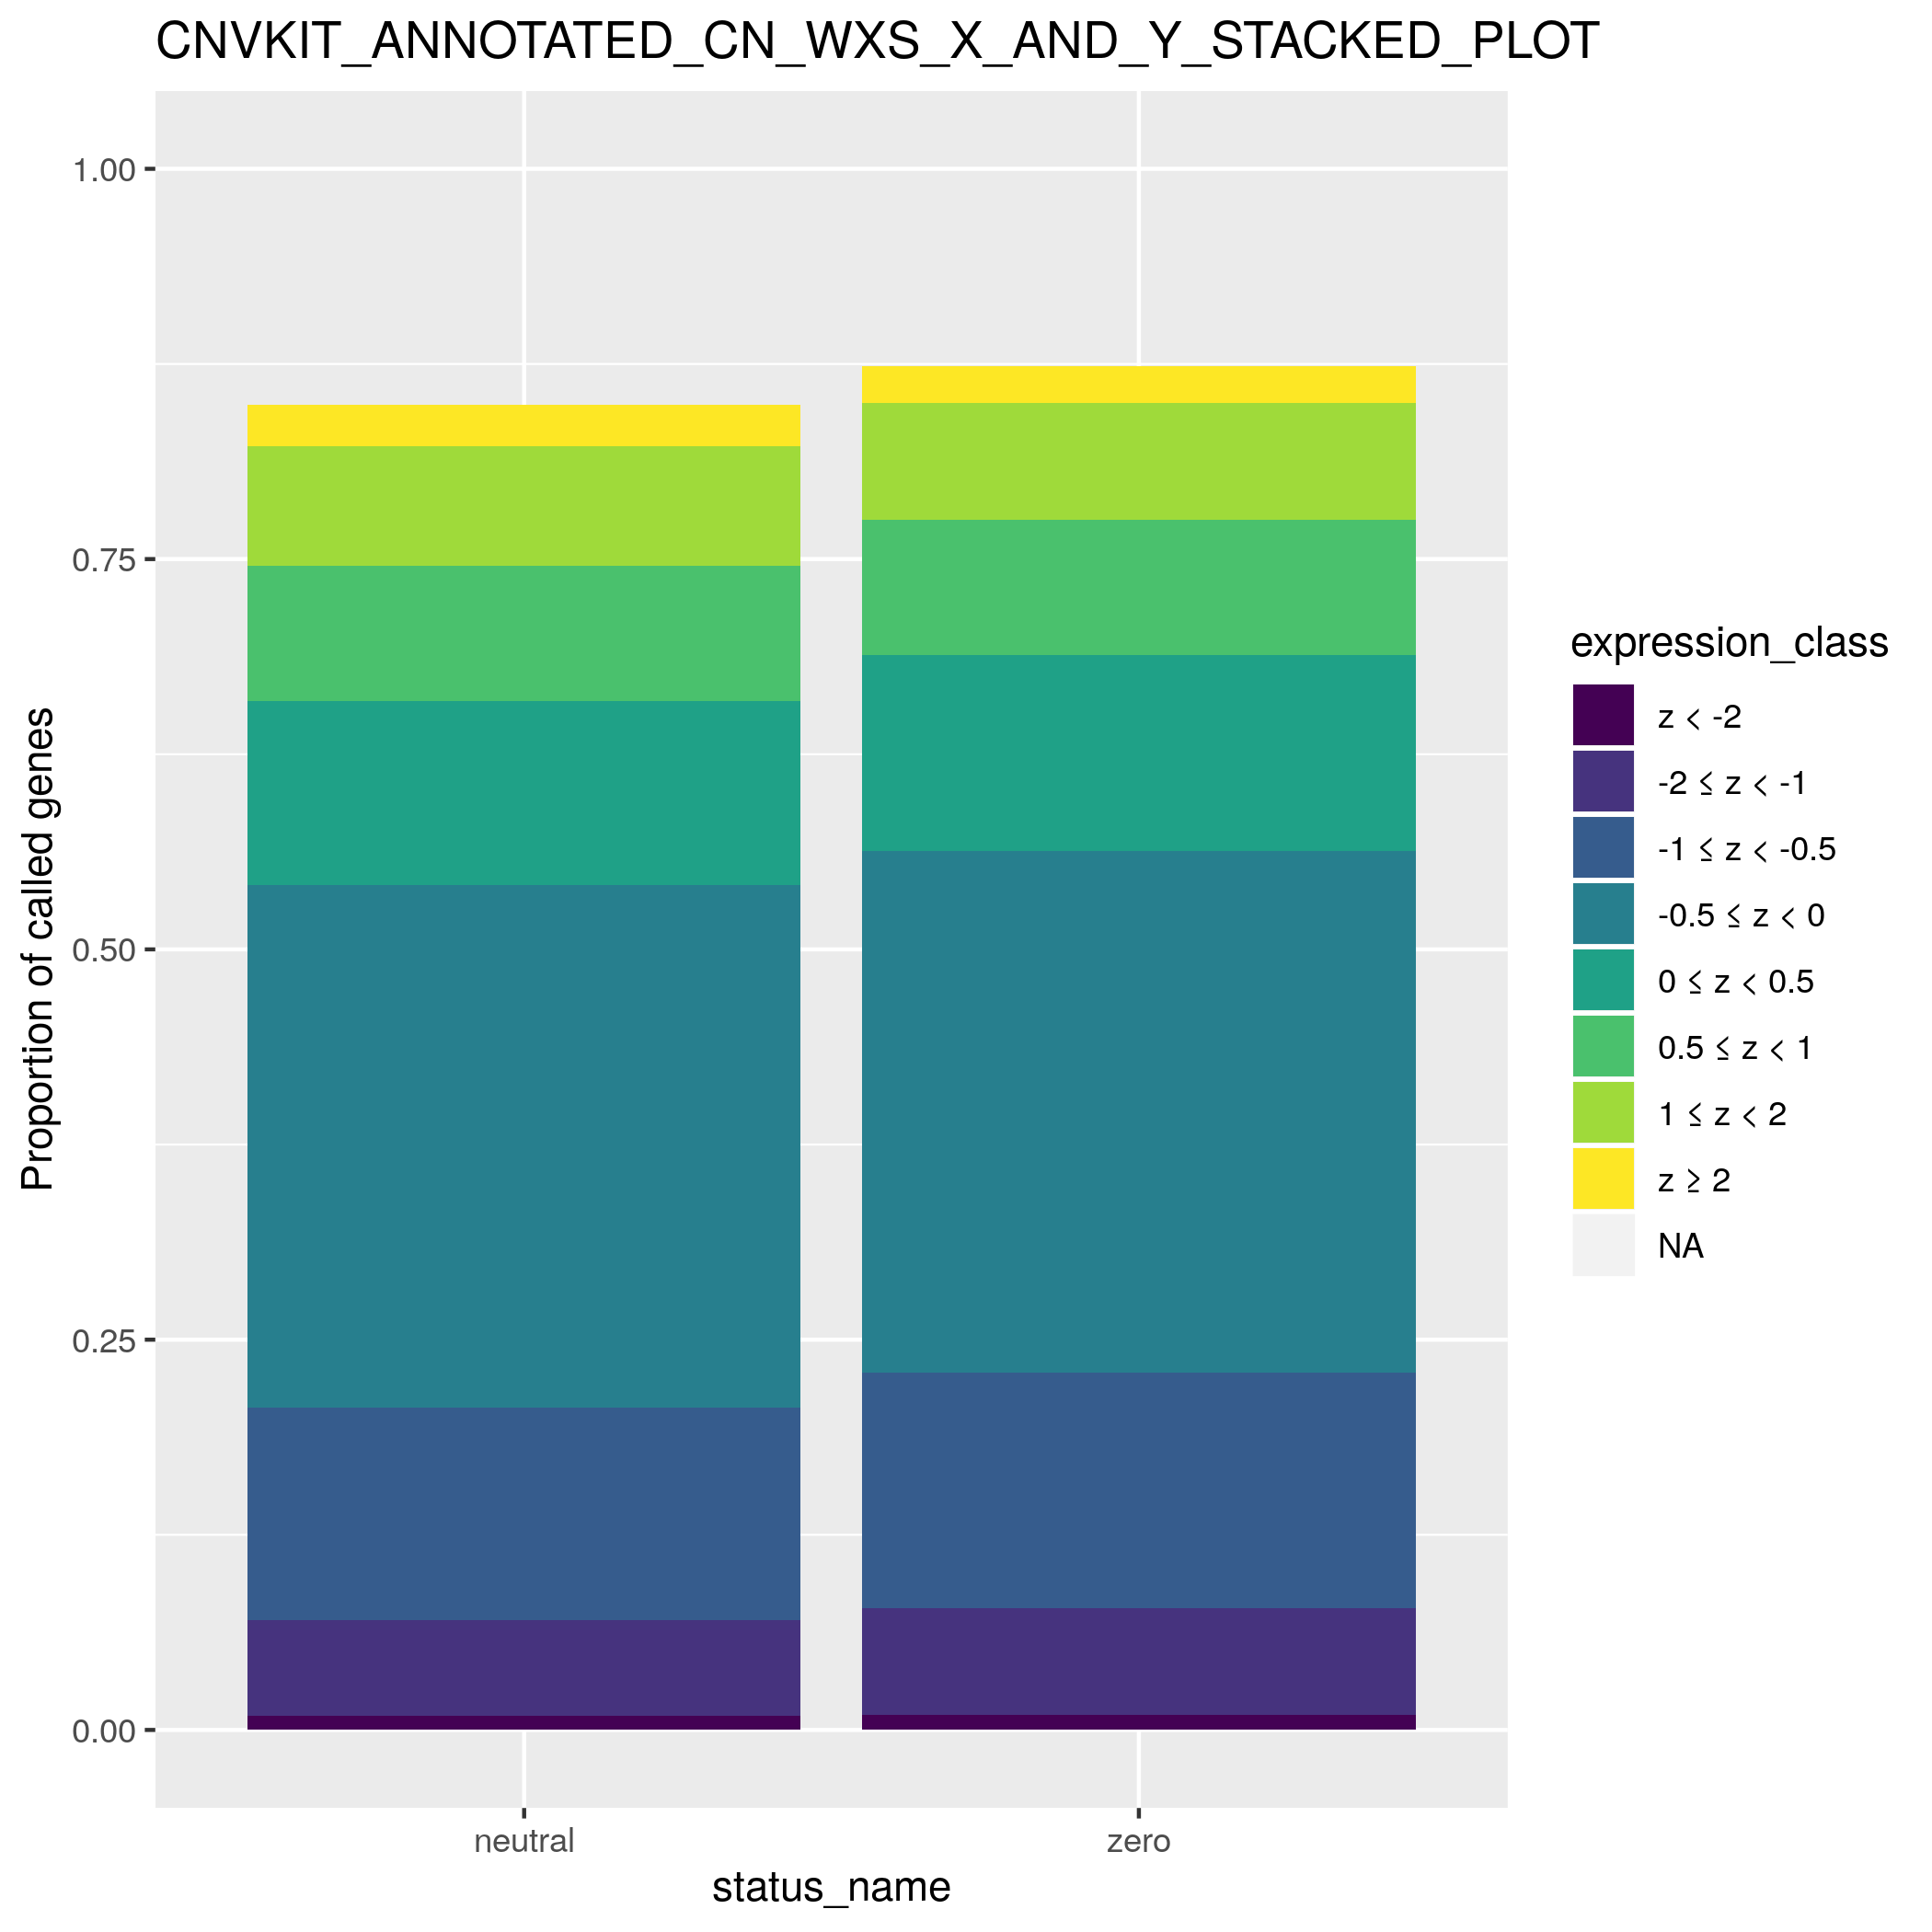 CNVKIT_ANNOTATED_CN_WXS_X_AND_Y_STACKED_PLOT
Proportion of called genes
1.00
0.75
0.50
0.25
0.00
neutral
zero
status_name
expression_class
z < -2
-2 ≤ z < -1
-1 ≤ z < -0.5
-0.5 ≤ z < 0
0 ≤ z < 0.5
0.5 ≤ z < 1
1 ≤ z < 2
z ≥ 2
NA